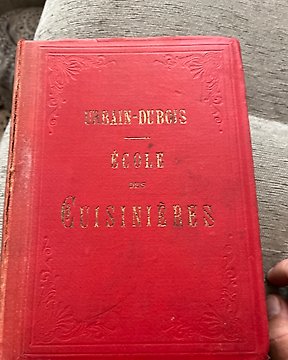 URBAIN-DUBOIS
ÉCOLE
DES
CUISINIÈRES